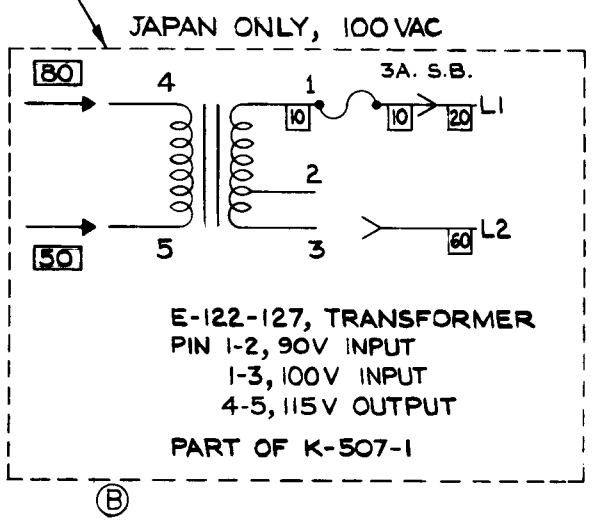 JAPAN ONLY, 100 VAC
80 4 1 3A. S.B.
10 10 20 L1
2
50 5 3 60 L2
E-122-127, TRANSFORMER
PIN 1-2, 90V INPUT
1-3, 100V INPUT
4-5, 115V OUTPUT
PART OF K-507-1
B